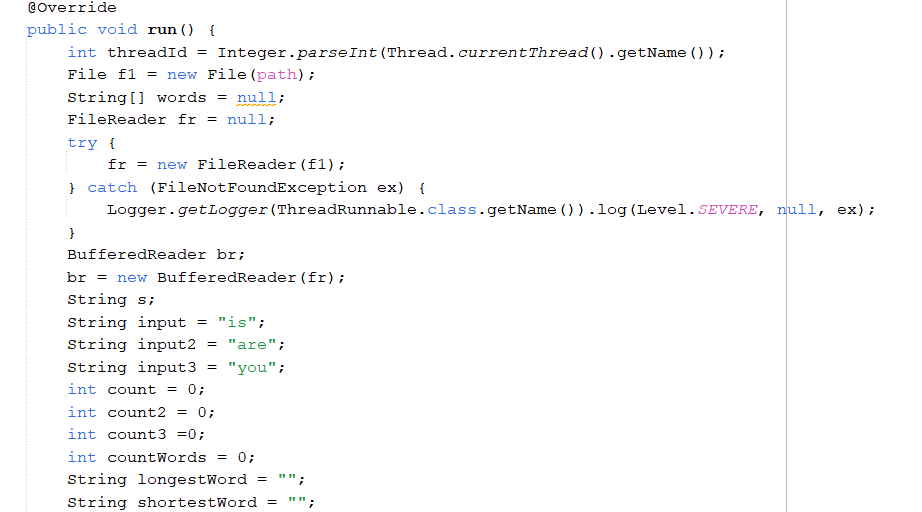 @Override
public void run() {
int threadId = Integer.parseInt(Thread.currentThread().getName());
File f1 = new File(path);
String[] words = null;
FileReader fr = null;
try {
fr = new FileReader(f1);
} catch (FileNotFoundException ex) {
Logger.getLogger(ThreadRunnable.class.getName()).log(Level.SEVERE, null, ex);
}
BufferedReader br;
br = new BufferedReader(fr);
String s;
String input = "is";
String input2 = "are";
String input3 = "you";
int count = 0;
int count2 = 0;
int count3 =0;
int countWords = 0;
String longestWord = "";
String shortestWord = "";